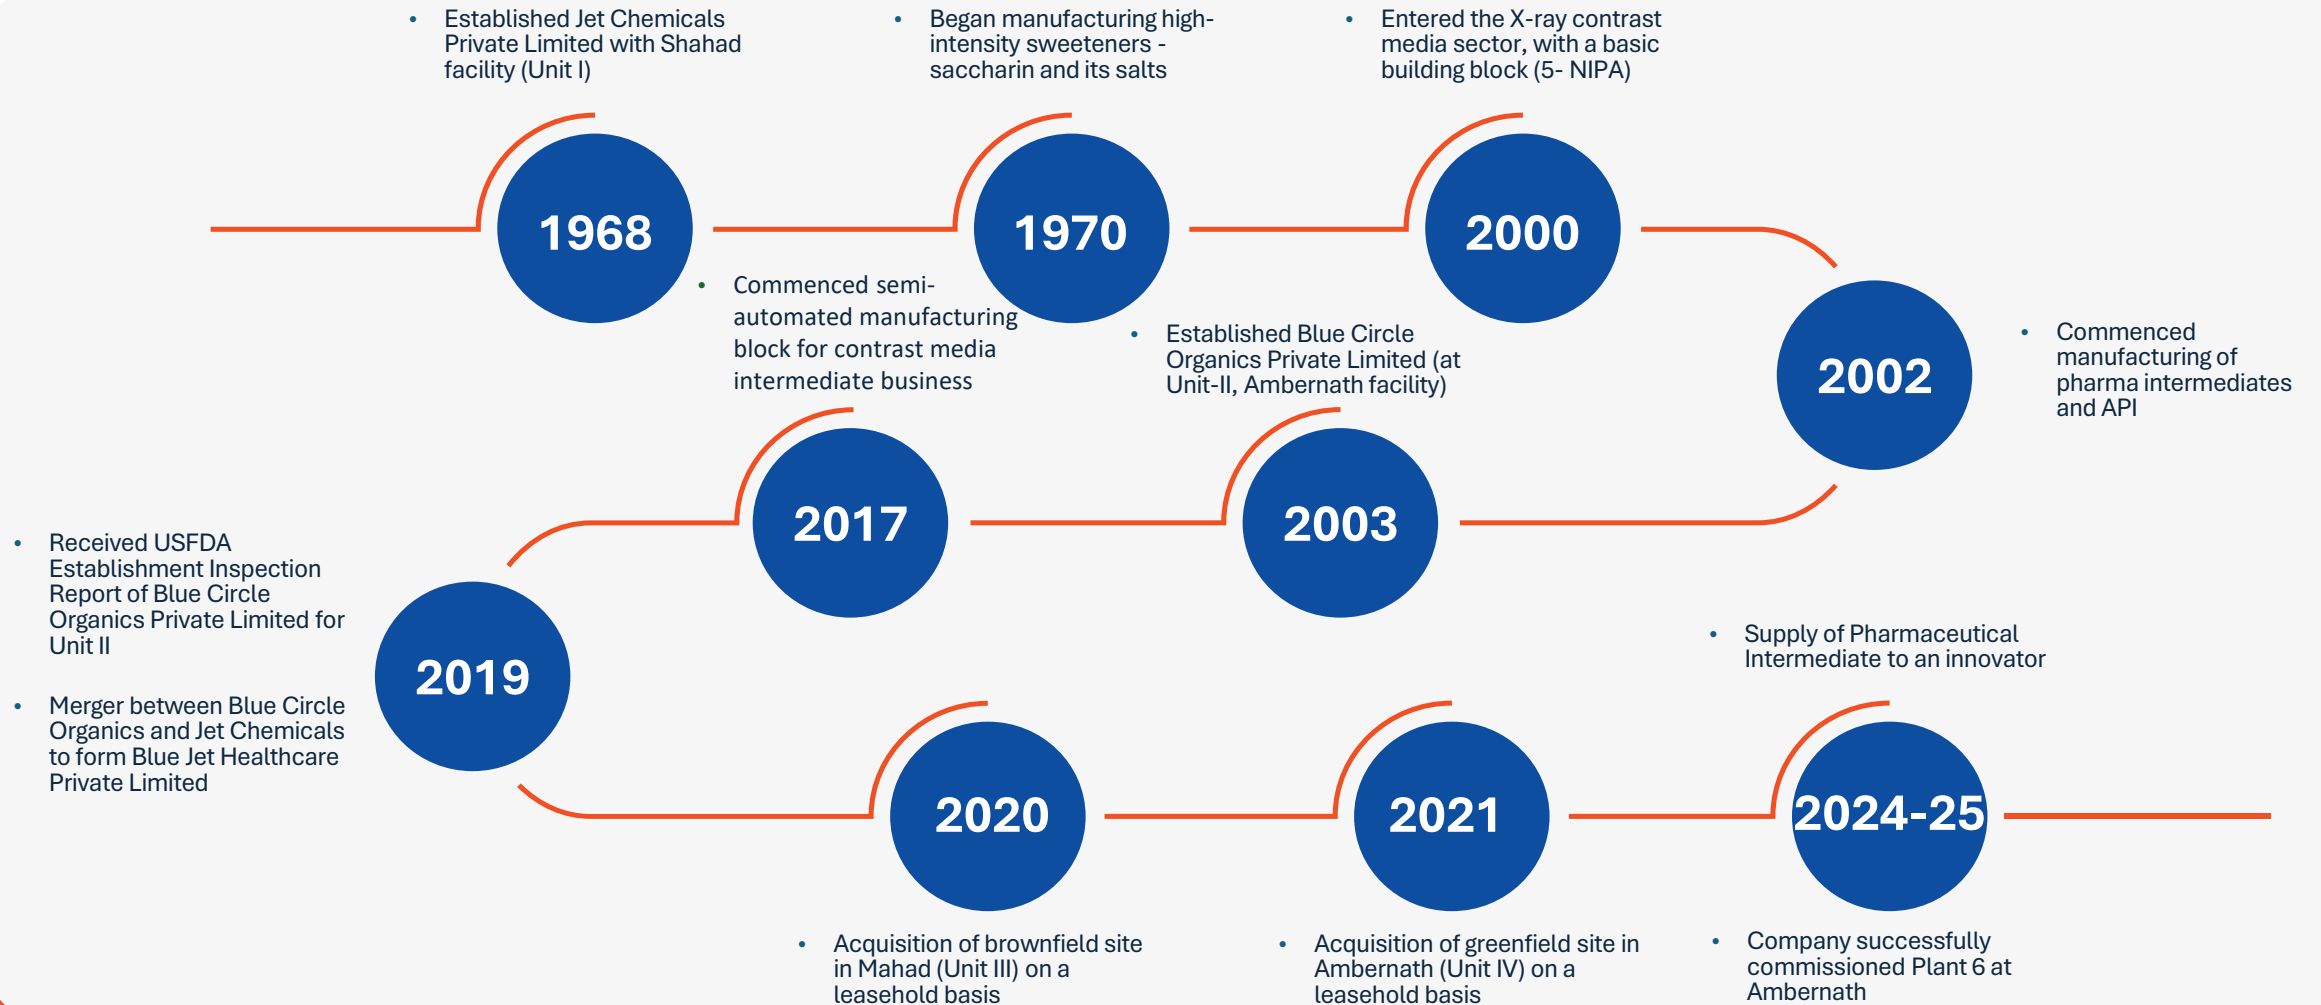 • Established Jet Chemicals
Private Limited with Shahad
facility (Unit I)
• Began manufacturing high-
intensity sweeteners -
saccharin and its salts
• Entered the X-ray contrast
media sector, with a basic
building block (5- NIPA)
1968
1970
2000
2002
• Commenced
manufacturing of
pharma intermediates
and API
• Established Blue Circle
Organics Private Limited (at
Unit-II, Ambernath facility)
2003
• Commenced semi-
automated manufacturing
block for contrast media
intermediate business
2017
• Received USFDA
Establishment Inspection
Report of Blue Circle
Organics Private Limited for
Unit II
• Merger between Blue Circle
Organics and Jet Chemicals
to form Blue Jet Healthcare
Private Limited
2019
2020
• Acquisition of brownfield site
in Mahad (Unit III) on a
leasehold basis
2021
• Acquisition of greenfield site in
Ambernath (Unit IV) on a
leasehold basis
• Supply of Pharmaceutical
Intermediate to an innovator
2024-25
• Company successfully
commissioned Plant 6 at
Ambernath